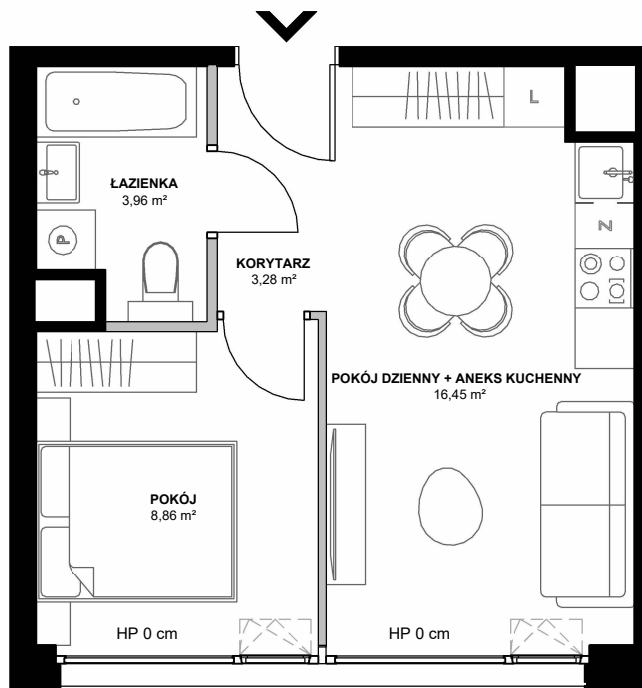 L
ŁAZIENKA
3,96 m²
P
N
KORYTARZ
3,28 m²
POKÓJ DZIENNY + ANEKS KUCHENNY
16,45 m²
POKÓJ
8,86 m²
HP 0 cm
HP 0 cm